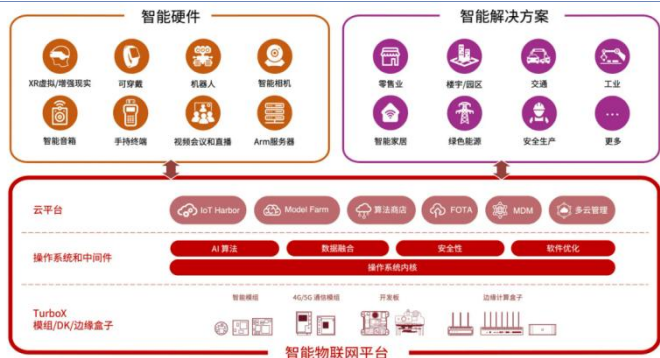 智能硬件
XR虚拟/增强现实
可穿戴
机器人
智能相机
智能音箱
手持终端
视频会议和直播
Arm服务器
智能解决方案
零售业
楼宇/园区
交通
工业
智能家居
绿色能源
安全生产
更多
云平台
IoT Harbor
Model Farm
算法商店
FOTA
MDM
多云管理
操作系统和中间件
AI 算法
数据融合
安全性
软件优化
操作系统内核
TurboX
模组/DK/边缘盒子
智能模组
4G/5G 通信模组
开发板
边缘计算盒子
智能物联网平台